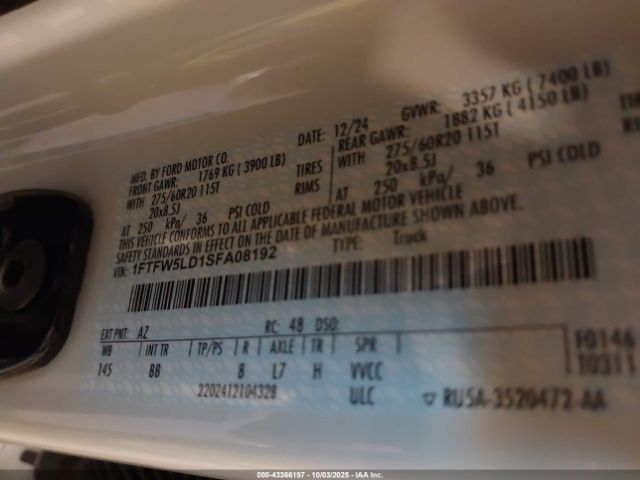 MFD. BY FORD MOTOR CO.
DATE: 12/24 GVWR: 3357 KG ( 7400 LB)
FRONT GAWR: 1769 KG ( 3900 LB) REAR GAWR: 1882 KG ( 4150 LB)
WITH 275/60R20 115T TIRES WITH 275/60R20 115T
20x8.5J RIMS 20x8.5J
AT 250 kPa/ 36 PSI COLD AT 250 kPa/ 36 PSI COLD
THIS VEHICLE CONFORMS TO ALL APPLICABLE FEDERAL MOTOR VEHICLE
SAFETY STANDARDS IN EFFECT ON THE DATE OF MANUFACTURE SHOWN ABOVE.
VIN: 1FTFW5LD1SFA08192 TYPE: Truck
EXT PNT: AZ RC: 48 DSO:
WB INT TR TP/PS R AXLE TR SPR
145 BB 8 L7 H VVCC
2202412104328 ULC
F0146
T0311
▽ RU5A-3520472-AA
000-43366197 - 10/03/2025 - IAA Inc.